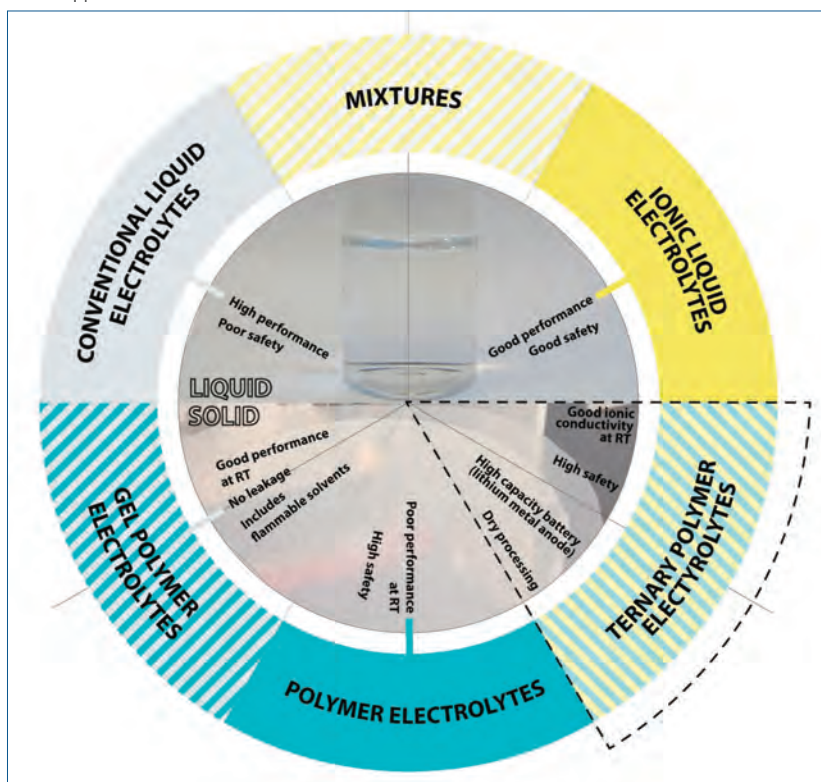 MIXTURES
CONVENTIONAL LIQUID
ELECTROLYTES
IONIC LIQUID
ELECTROLYTES
High performance
Poor safety
Good performance
Good safety
LIQUID
SOLID
Good ionic
conductivity
at RT
High safety
High capacity battery
(lithium metal anode)
Dry processing
Good performance
at RT
No leakage
Includes
flammable solvents
Poor performance
at RT
High safety
GEL POLYMER
ELECTROLYTES
TERNARY POLYMER
ELECTYROLYTES
POLYMER ELECTROLYTES